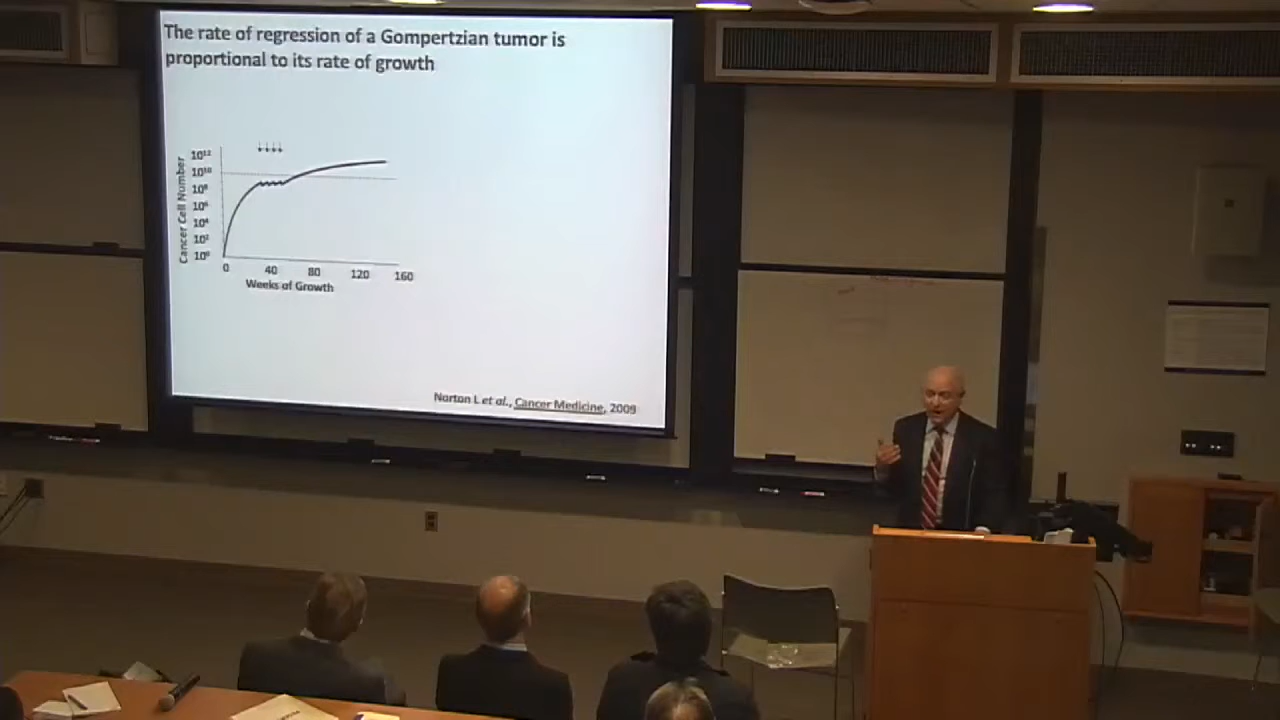 The rate of regression of a Gompertzian tumor is
proportional to its rate of growth
Cancer Cell Number
10¹²
10¹⁰
10⁸
10⁶
10⁴
10²
10⁰
0 40 80 120 160
Weeks of Growth
Norton L et al., Cancer Medicine, 2009